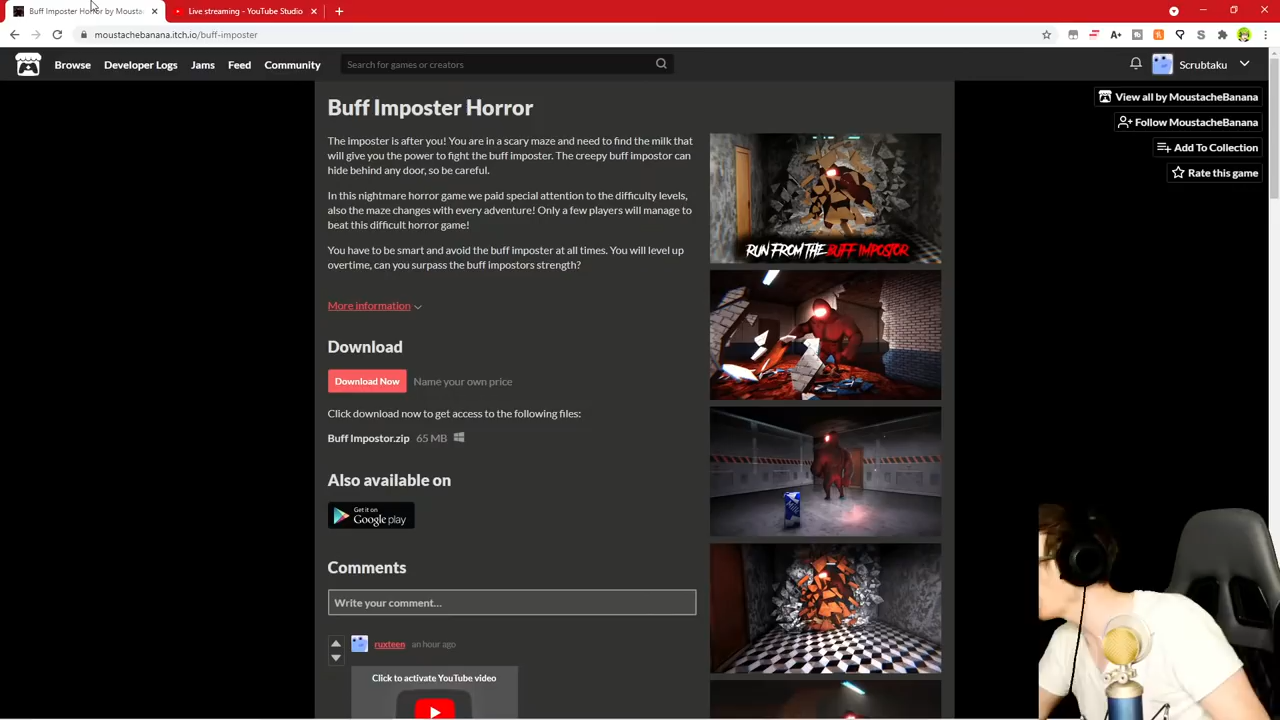 Buff Imposter Horror by Mousta
Live streaming - YouTube Studio
moustachebanana.itch.io/buff-imposter
Browse
Developer Logs
Jams
Feed
Community
Search for games or creators
Scrubtaku
View all by MoustacheBanana
Follow MoustacheBanana
Add To Collection
Rate this game
Buff Imposter Horror
The imposter is after you! You are in a scary maze and need to find the milk that
will give you the power to fight the buff imposter. The creepy buff impostor can
hide behind any door, so be careful.
In this nightmare horror game we paid special attention to the difficulty levels,
also the maze changes with every adventure! Only a few players will manage to
beat this difficult horror game!
You have to be smart and avoid the buff imposter at all times. You will level up
overtime, can you surpass the buff impostors strength?
More information
Download
Download Now
Name your own price
Click download now to get access to the following files:
Buff Impostor.zip 65 MB
Also available on
Get it on
Google play
Comments
Write your comment...
ruxteen an hour ago
Click to activate YouTube video
RUN FROM THE BUFF IMPOSTOR